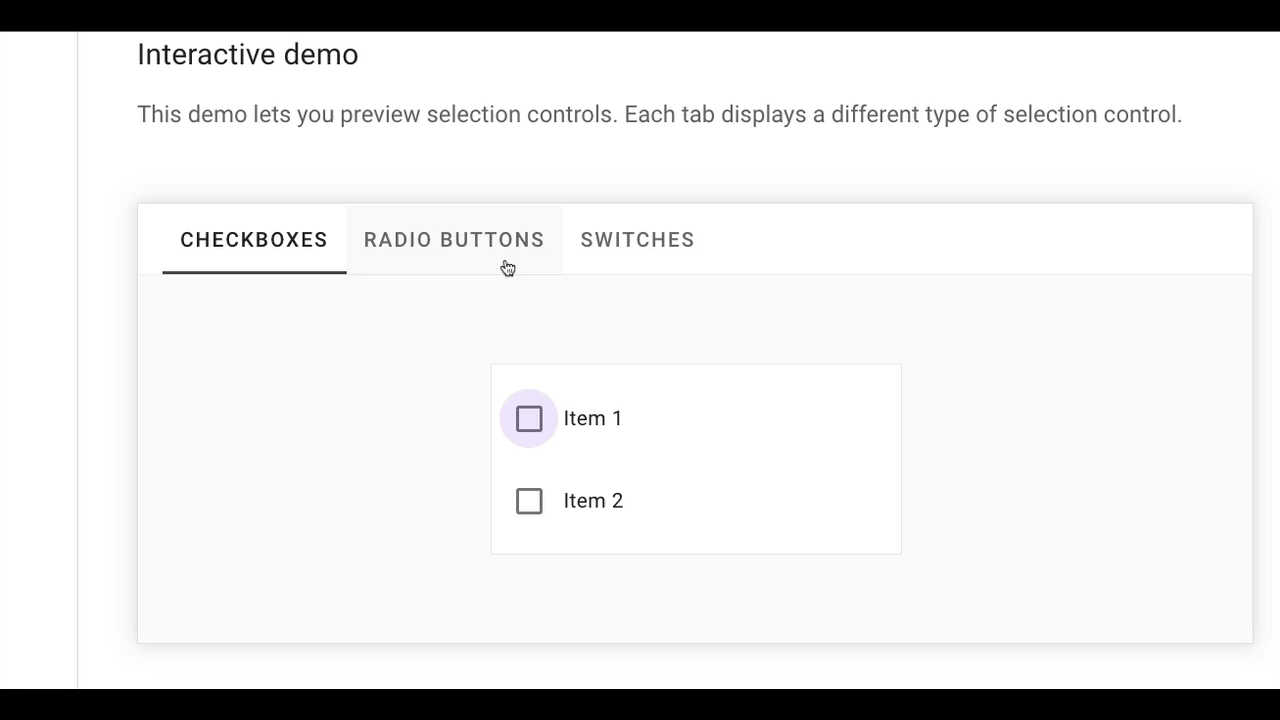 Interactive demo
This demo lets you preview selection controls. Each tab displays a different type of selection control.
CHECKBOXES RADIO BUTTONS SWITCHES
Item 1
Item 2